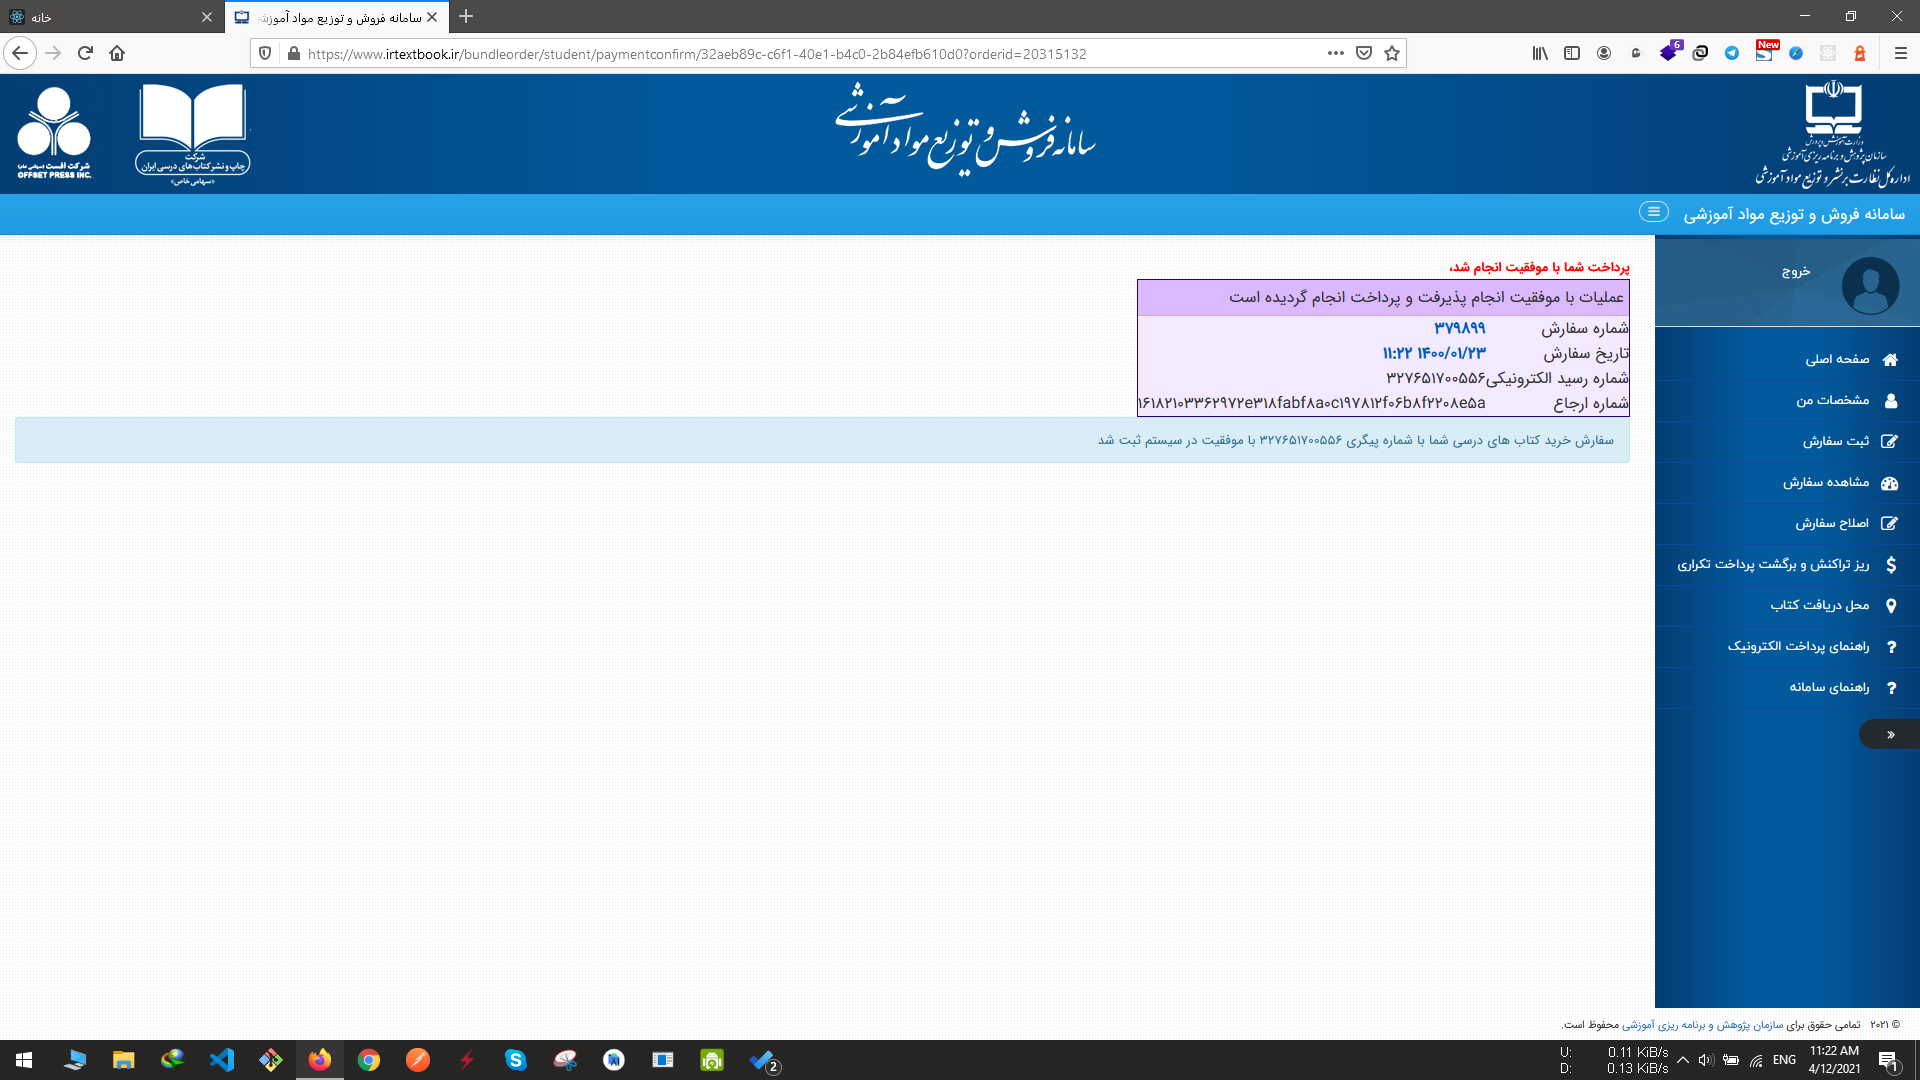 خانه
سامانه فروش و توزیع مواد آموزشی
https://www.irtextbook.ir/bundleorder/student/paymentconfirm/32aeb89c-c6f1-40e1-b4c0-2b84efb610d0?orderid=20315132
6
New
شرکت افست
OFFSET PRESS INC.
شرکت
چاپ و نشر کتاب‌های درسی ایران
«سهامی خاص»
سامانه فروش و توزیع مواد آموزشی
وزارت آموزش و پرورش
سازمان پژوهش و برنامه ریزی آموزشی
اداره کل نظارت بر نشر و توزیع مواد آموزشی
سامانه فروش و توزیع مواد آموزشی
خروج
صفحه اصلی
مشخصات من
ثبت سفارش
مشاهده سفارش
اصلاح سفارش
ریز تراکنش و برگشت پرداخت تکراری
محل دریافت کتاب
راهنمای پرداخت الکترونیک
راهنمای سامانه
پرداخت شما با موفقیت انجام شد،
عملیات با موفقیت انجام پذیرفت و پرداخت انجام گردیده است
شماره سفارش ۳۷۹۸۹۹
تاریخ سفارش ۱۴۰۰/۰۱/۲۳ ۱۱:۲۲
شماره رسید الکترونیکی ۳۲۷۶۵۱۷۰۰۵۵۶
شماره ارجاع ۱۶۱۸۲۱۰۳۳۶۲۹۷۲e۳۱۸fabf۸a۰c۱۹۷۸۱۲f۰۶b۸f۲۲۰۸e۵a
سفارش خرید کتاب های درسی شما با شماره پیگری ۳۲۷۶۵۱۷۰۰۵۵۶ با موفقیت در سیستم ثبت شد
© ۲۰۲۱ تمامی حقوق برای سازمان پژوهش و برنامه ریزی آموزشی محفوظ است.
U: 0.11 KiB/s
D: 0.13 KiB/s
ENG
11:22 AM
4/12/2021
2
1